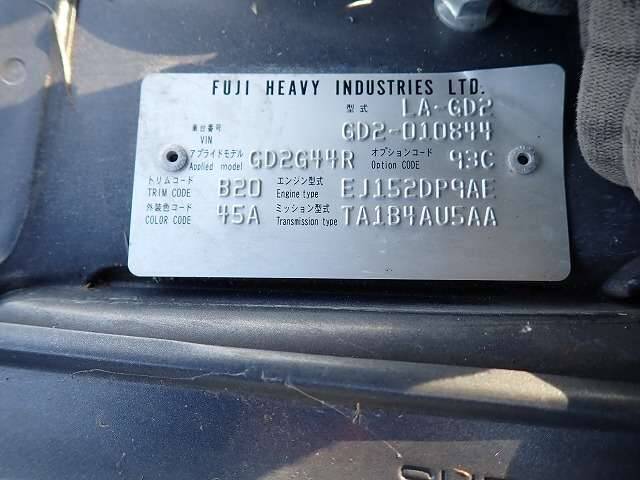 FUJI HEAVY INDUSTRIES LTD.
型式 LA-GD2
車台番号 VIN GD2-010844
アプライドモデル Applied model GD2G44R オプションコード Option CODE 93C
トリムコード TRIM CODE B20 エンジン型式 Engine type EJ152DP9AE
外装色コード COLOR CODE 45A ミッション型式 Transmission type TA1B4AU5AA